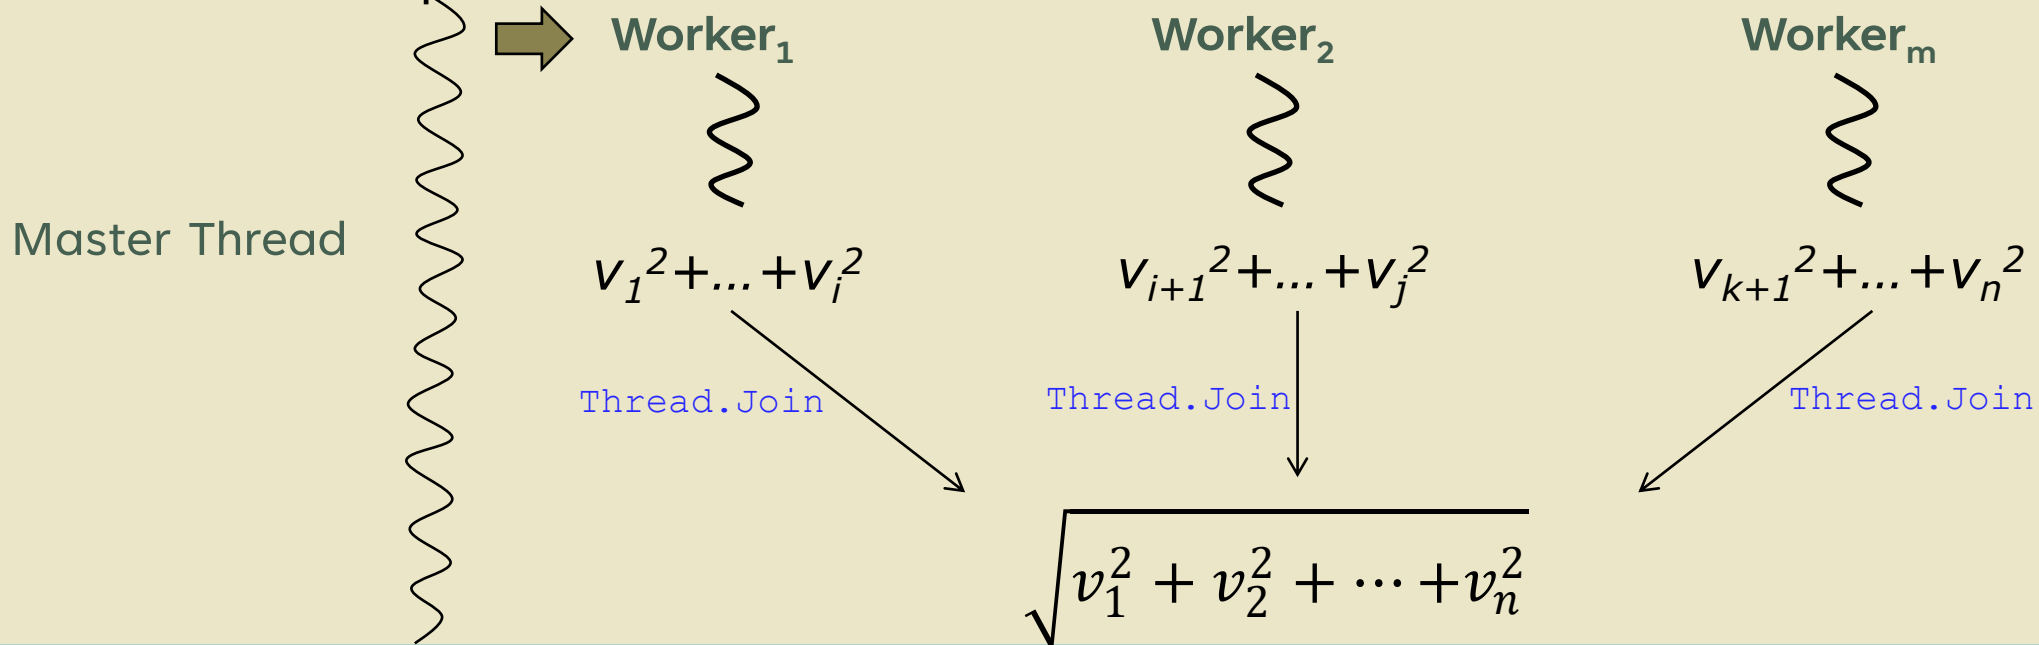 Worker₁ Worker₂ Workerₘ
Master Thread
v₁²+...+vᵢ² vᵢ₊₁²+...+vⱼ² vₖ₊₁²+...+vₙ²
Thread.Join Thread.Join Thread.Join
√(v₁² + v₂² + ⋯ +vₙ²)